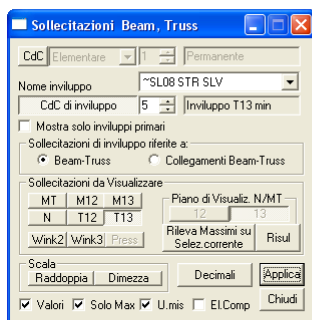 Sollecitazioni Beam, Truss
CdC Elementare 1 Permanente
Nome inviluppo ~SL08 STR SLV
CdC di inviluppo 5 Inviluppo T13 min
Mostra solo inviluppi primari
Sollecitazioni di inviluppo riferite a:
Beam-Truss Collegamenti Beam-Truss
Sollecitazioni da Visualizzare
MT M12 M13 Piano di Visualiz. N/MT
N T12 T13 12 13
Wink2 Wink3 Press Rileva Massimi su Selez.corrente Risul
Scala
Raddoppia Dimezza Decimali Applica
Valori Solo Max U.mis El.Comp Chiudi